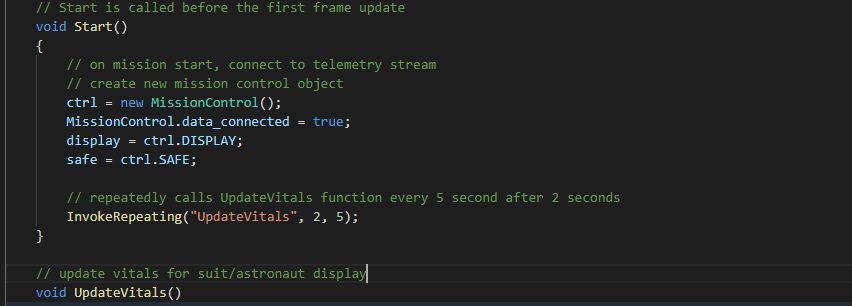 // Start is called before the first frame update
void Start()
{
// on mission start, connect to telemetry stream
// create new mission control object
ctrl = new MissionControl();
MissionControl.data_connected = true;
display = ctrl.DISPLAY;
safe = ctrl.SAFE;
// repeatedly calls UpdateVitals function every 5 second after 2 seconds
InvokeRepeating("UpdateVitals", 2, 5);
}
// update vitals for suit/astronaut display
void UpdateVitals()